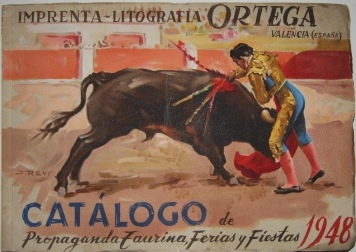 IMPRENTA-LITOGRAFIA ORTEGA
VALENCIA (ESPAÑA)
CATÁLOGO de
Propaganda Taurina, Ferias y Fiestas 1948